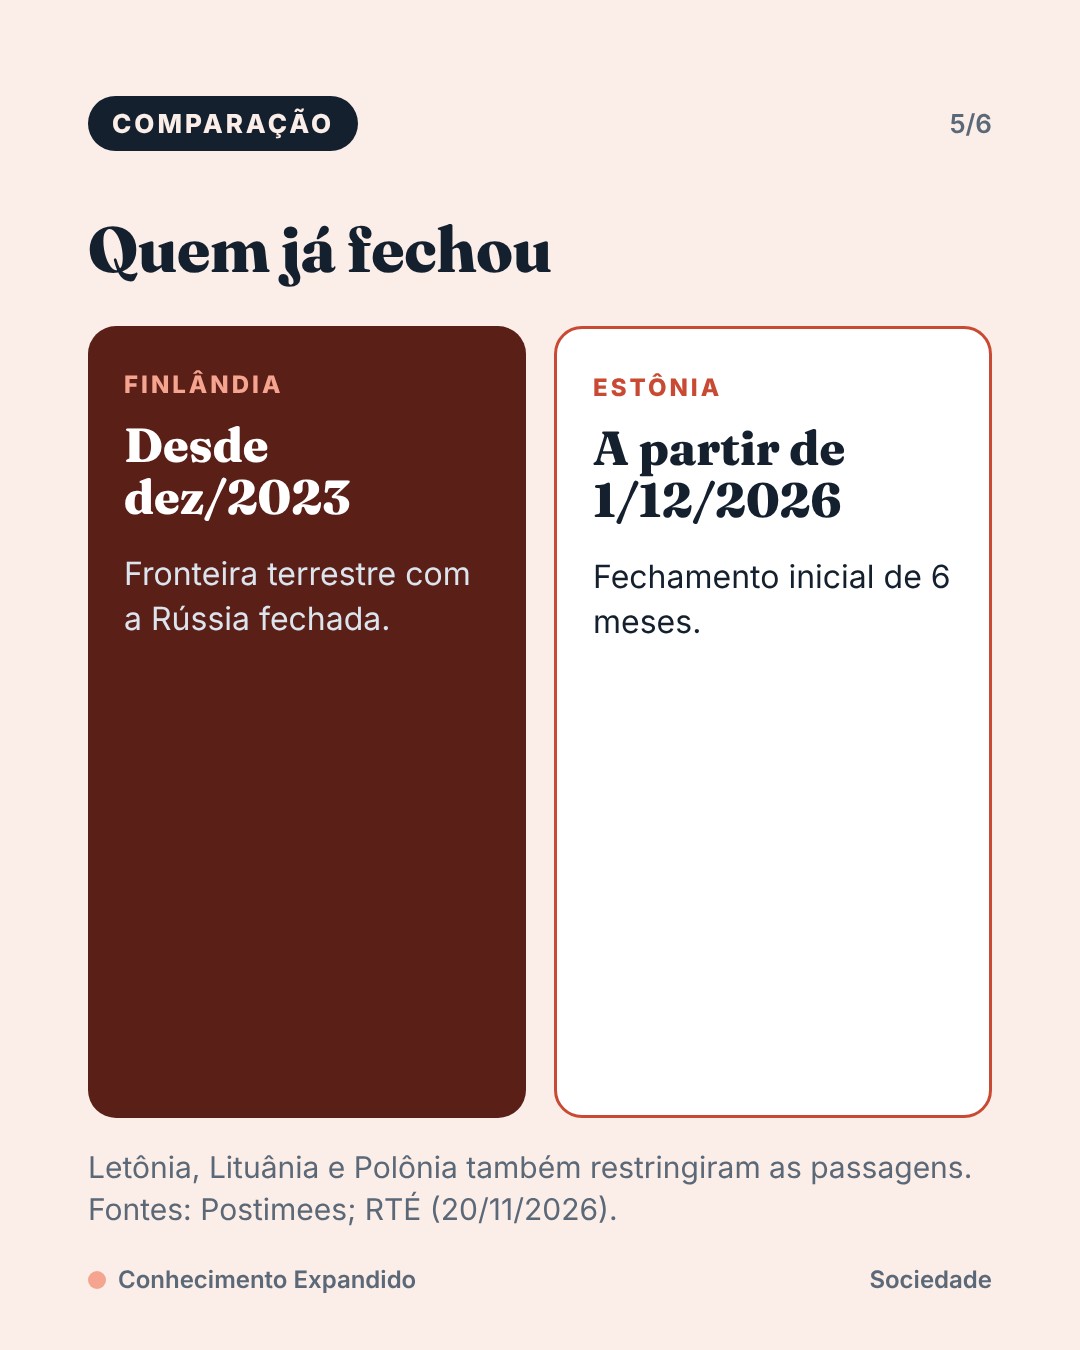 COMPARAÇÃO
5/6
Quem já fechou
FINLÂNDIA
Desde
dez/2023
Fronteira terrestre com
a Rússia fechada.
ESTÔNIA
A partir de
1/12/2026
Fechamento inicial de 6
meses.
Letônia, Lituânia e Polônia também restringiram as passagens.
Fontes: Postimees; RTÉ (20/11/2026).
Conhecimento Expandido
Sociedade